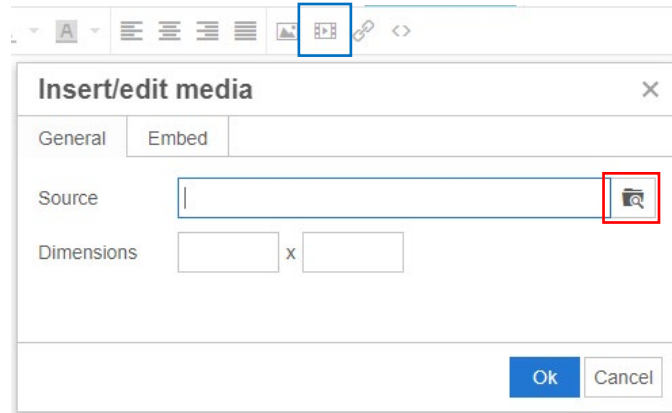 A
Insert/edit media
General Embed
Source
Dimensions x
Ok Cancel